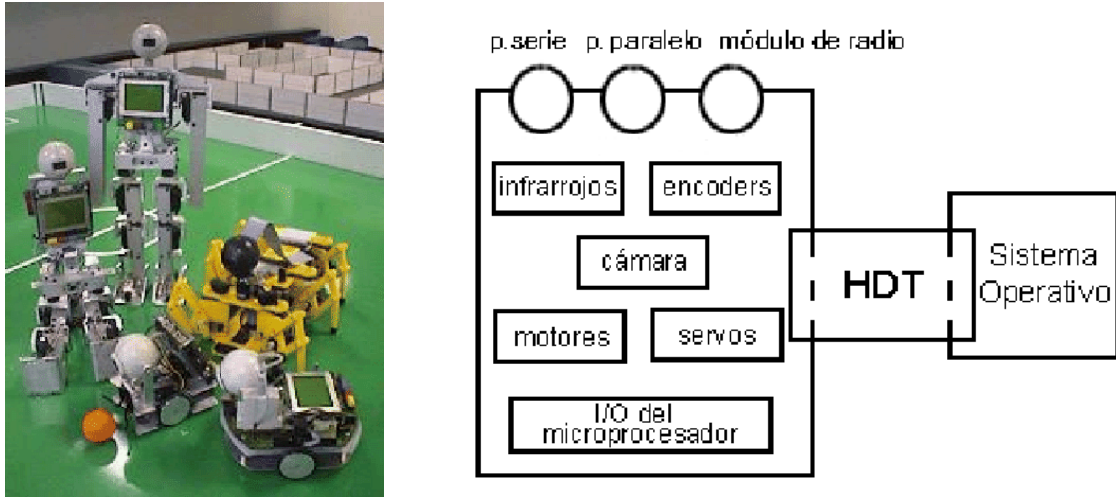 p.serie p. paralelo módulo de radio
infrarrojos encoders
cámara
motores servos
I/O del
microprocesador
HDT
Sistema
Operativo